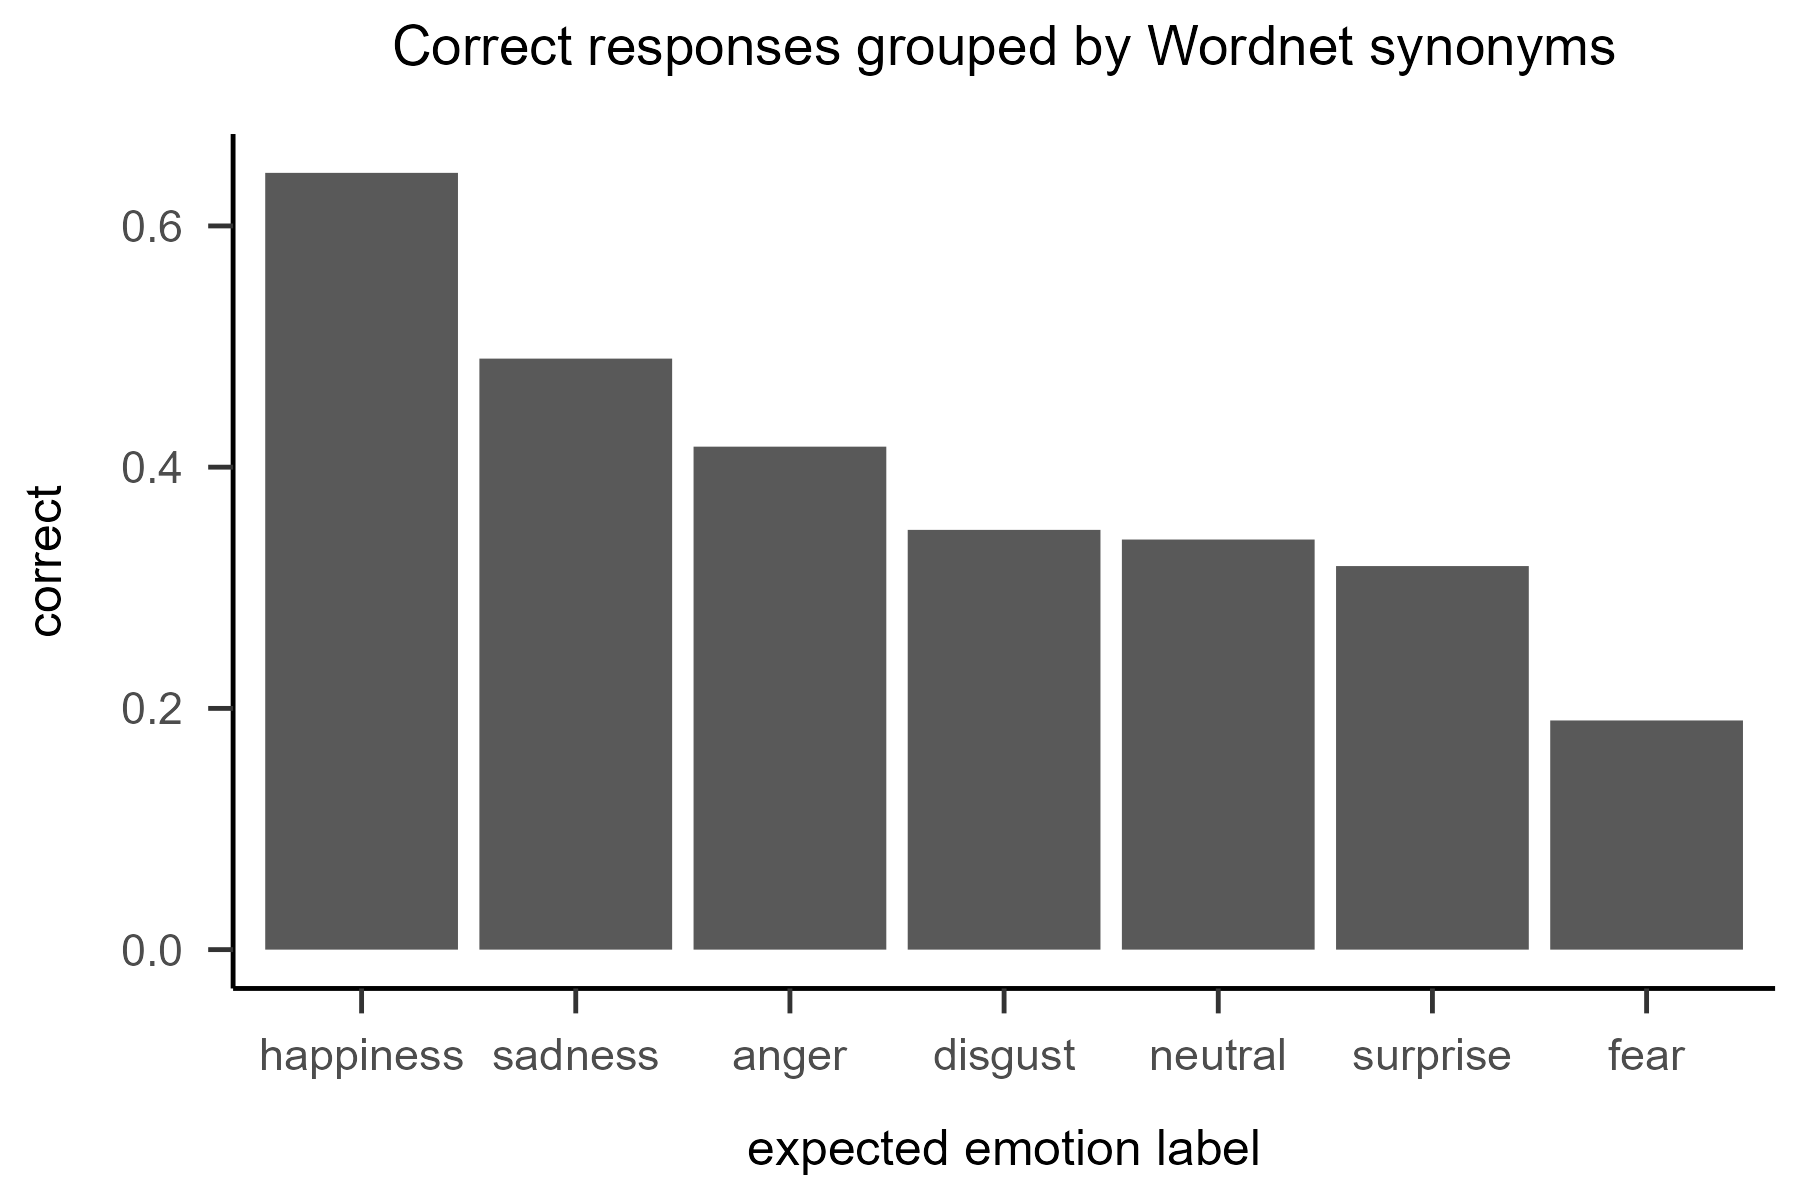 Correct responses grouped by Wordnet synonyms
0.6
0.4
0.2
0.0
correct
happiness sadness anger disgust neutral surprise fear
expected emotion label